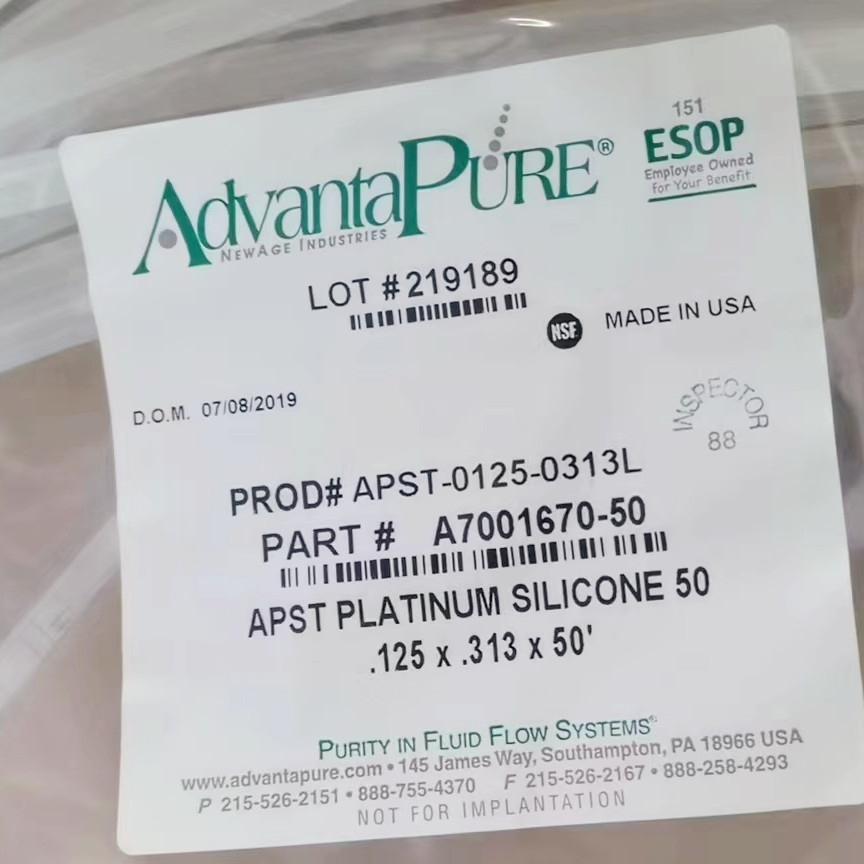 151
ESOP
Employee Owned
for Your Benefit
AdvantaPURE®
NEWAGE INDUSTRIES
LOT #219189
NSF
MADE IN USA
D.O.M. 07/08/2019
INSPECTOR
88
PROD# APST-0125-0313L
PART # A7001670-50
APST PLATINUM SILICONE 50
.125 x .313 x 50'
PURITY IN FLUID FLOW SYSTEMS®
www.advantapure.com • 145 James Way, Southampton, PA 18966 USA
P 215-526-2151 • 888-755-4370 F 215-526-2167 • 888-258-4293
NOT FOR IMPLANTATION